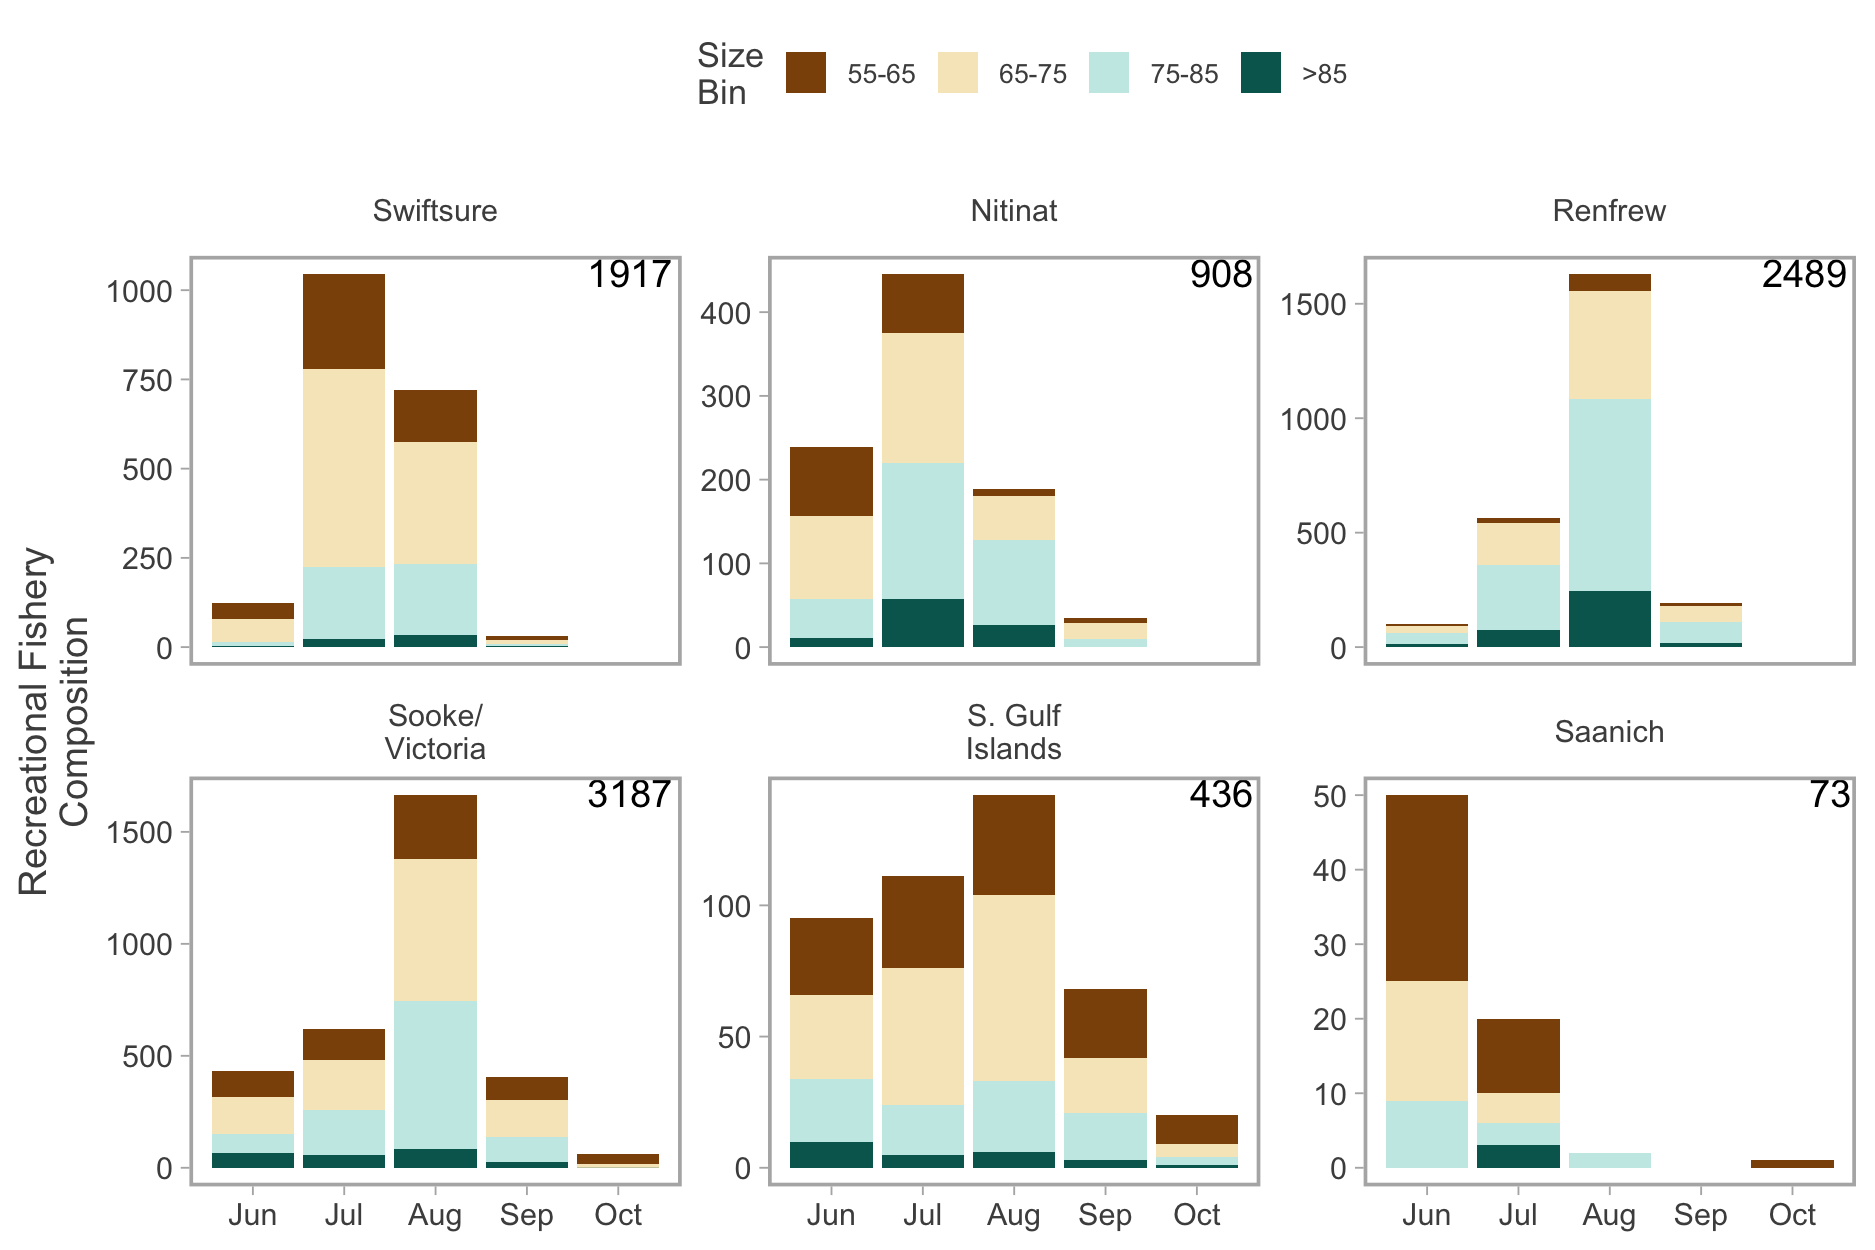 Size
Bin
55-65
65-75
75-85
>85
Swiftsure
Nitinat
Renfrew
1917
908
2489
1000
750
500
250
0
400
300
200
100
0
1500
1000
500
0
Recreational Fishery
Composition
Sooke/
Victoria
S. Gulf
Islands
Saanich
3187
436
73
1500
1000
500
0
100
50
0
50
40
30
20
10
0
Jun Jul Aug Sep Oct
Jun Jul Aug Sep Oct
Jun Jul Aug Sep Oct